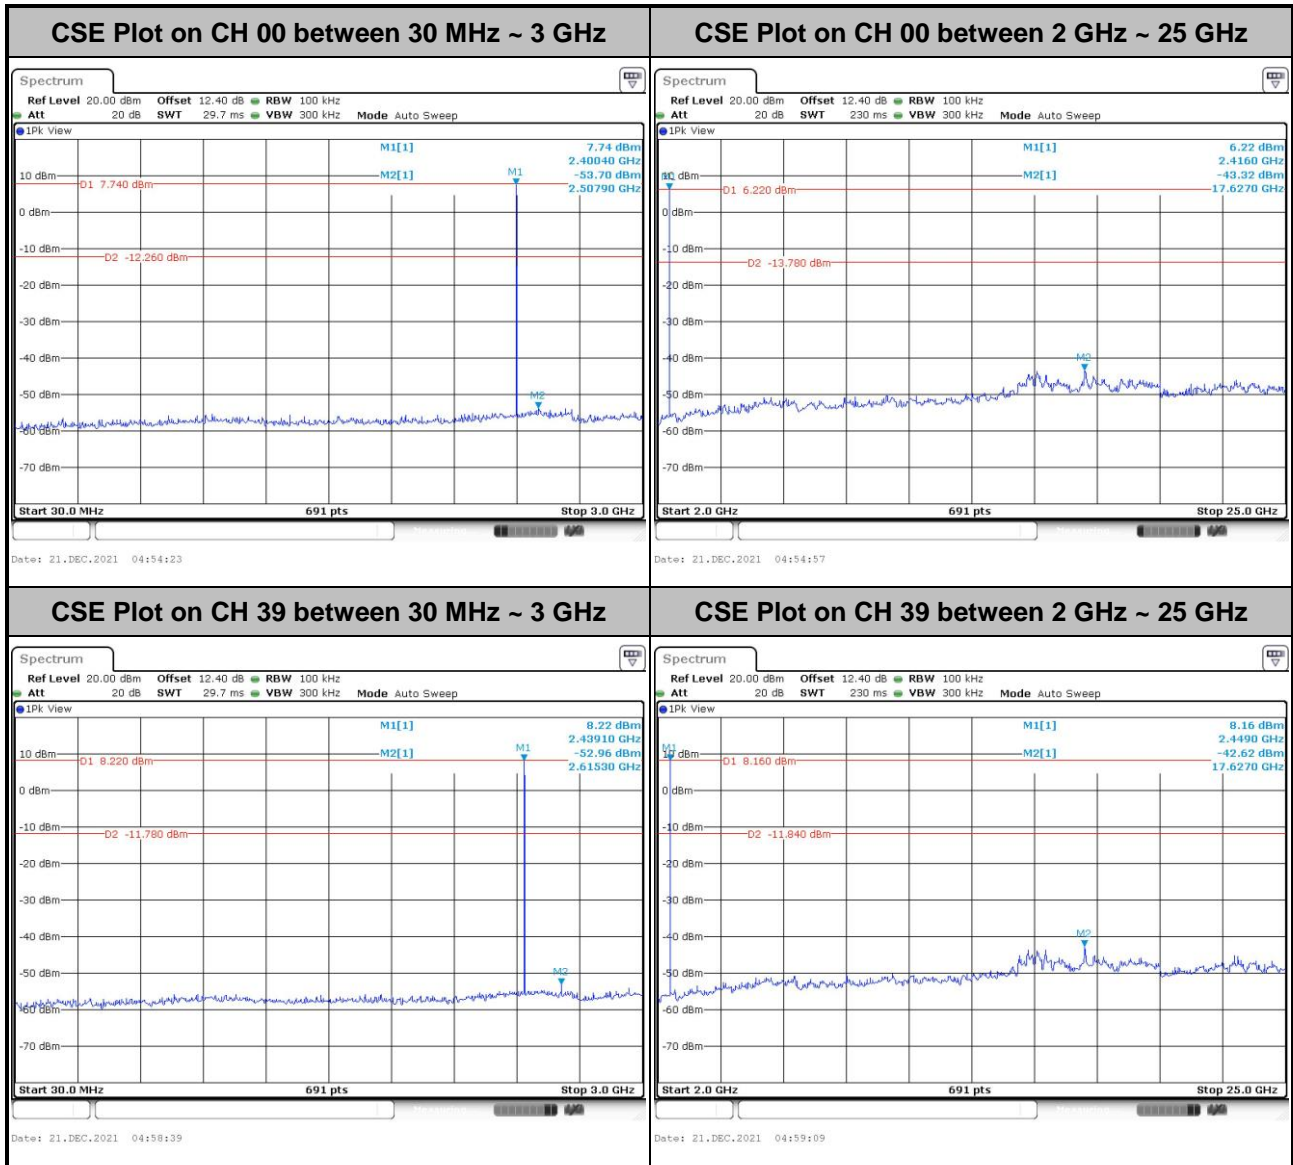 CSE Plot on CH 00 between 30 MHz ~ 3 GHz
Spectrum
Ref Level 20.00 dBm Offset 12.40 dB RBW 100 kHz
Att 20 dB SWT 29.7 ms VBW 300 kHz Mode Auto Sweep
1Pk View
M1[1] 7.74 dBm
2.40040 GHz
M2[1] -53.70 dBm
2.50790 GHz
M1
10 dBm
D1 7.740 dBm
0 dBm
-10 dBm
D2 -12.260 dBm
-20 dBm
-30 dBm
-40 dBm
-50 dBm
M2
-60 dBm
-70 dBm
Start 30.0 MHz 691 pts Stop 3.0 GHz
Date: 21.DEC.2021 04:54:23
CSE Plot on CH 00 between 2 GHz ~ 25 GHz
Spectrum
Ref Level 20.00 dBm Offset 12.40 dB RBW 100 kHz
Att 20 dB SWT 230 ms VBW 300 kHz Mode Auto Sweep
1Pk View
M1[1] 6.22 dBm
2.4160 GHz
M2[1] -43.32 dBm
17.6270 GHz
10 dBm
D1 6.220 dBm
0 dBm
-10 dBm
D2 -13.780 dBm
-20 dBm
-30 dBm
-40 dBm
M2
-50 dBm
-60 dBm
-70 dBm
Start 2.0 GHz 691 pts Stop 25.0 GHz
Date: 21.DEC.2021 04:54:57
CSE Plot on CH 39 between 30 MHz ~ 3 GHz
Spectrum
Ref Level 20.00 dBm Offset 12.40 dB RBW 100 kHz
Att 20 dB SWT 29.7 ms VBW 300 kHz Mode Auto Sweep
1Pk View
M1[1] 8.22 dBm
2.43910 GHz
M2[1] -52.96 dBm
2.61530 GHz
M1
10 dBm
D1 8.220 dBm
0 dBm
-10 dBm
D2 -11.780 dBm
-20 dBm
-30 dBm
-40 dBm
-50 dBm
M2
-60 dBm
-70 dBm
Start 30.0 MHz 691 pts Stop 3.0 GHz
Date: 21.DEC.2021 04:58:39
CSE Plot on CH 39 between 2 GHz ~ 25 GHz
Spectrum
Ref Level 20.00 dBm Offset 12.40 dB RBW 100 kHz
Att 20 dB SWT 230 ms VBW 300 kHz Mode Auto Sweep
1Pk View
M1[1] 8.16 dBm
2.4490 GHz
M2[1] -42.62 dBm
17.6270 GHz
M1
10 dBm
D1 8.160 dBm
0 dBm
-10 dBm
D2 -11.840 dBm
-20 dBm
-30 dBm
-40 dBm
M2
-50 dBm
-60 dBm
-70 dBm
Start 2.0 GHz 691 pts Stop 25.0 GHz
Date: 21.DEC.2021 04:59:09